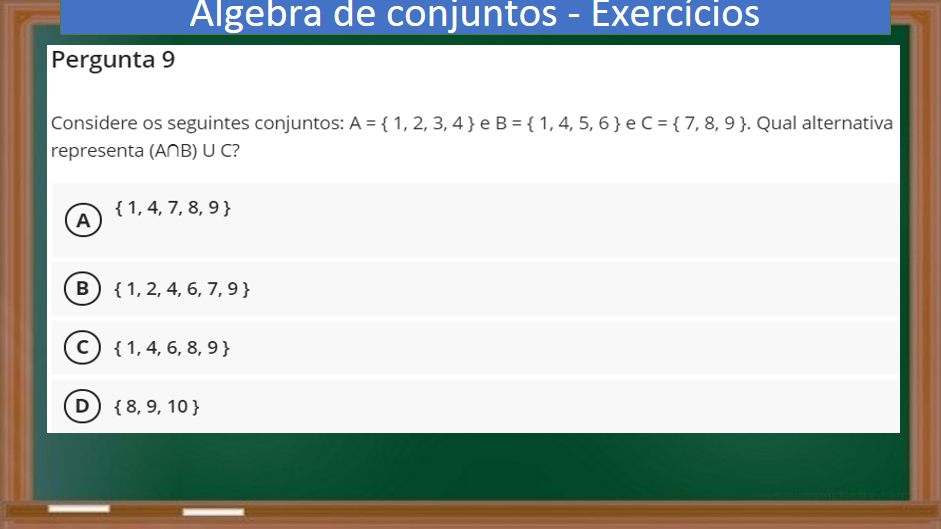 Álgebra de conjuntos - Exercícios
Pergunta 9
Considere os seguintes conjuntos: A = { 1, 2, 3, 4 } e B = { 1, 4, 5, 6 } e C = { 7, 8, 9 }. Qual alternativa
representa (A∩B) U C?
A { 1, 4, 7, 8, 9 }
B { 1, 2, 4, 6, 7, 9 }
C { 1, 4, 6, 8, 9 }
D { 8, 9, 10 }